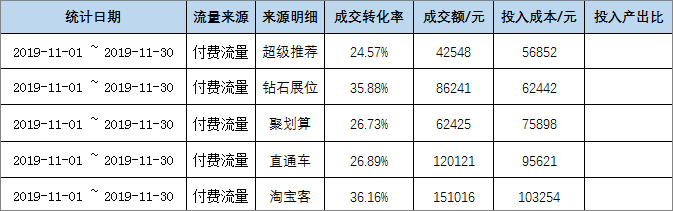 统计日期 流量来源 来源明细 成交转化率 成交额/元 投入成本/元 投入产出比
2019-11-01 ~ 2019-11-30 付费流量 超级推荐 24.57% 42548 56852
2019-11-01 ~ 2019-11-30 付费流量 钻石展位 35.88% 86241 62442
2019-11-01 ~ 2019-11-30 付费流量 聚划算 26.73% 62425 75898
2019-11-01 ~ 2019-11-30 付费流量 直通车 26.89% 120121 95621
2019-11-01 ~ 2019-11-30 付费流量 淘宝客 36.16% 151016 103254